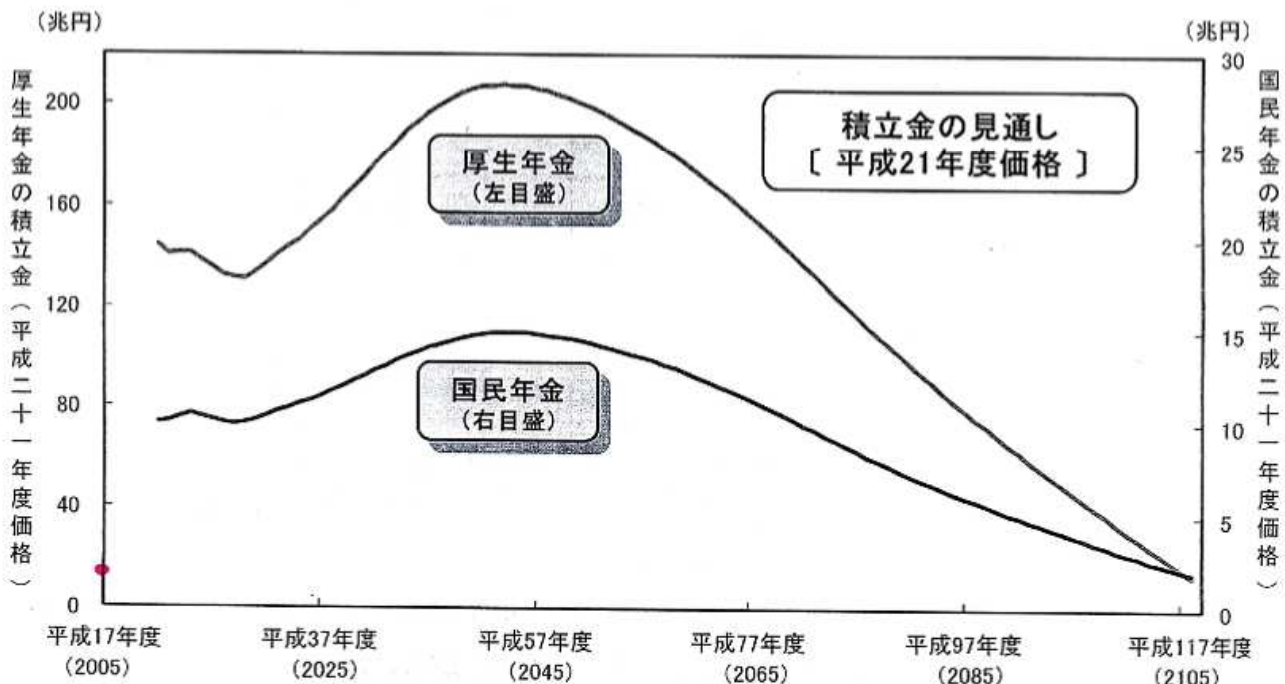 (兆円)
(兆円)
厚生年金の積立金(平成二十一年度価格)
国民年金の積立金(平成二十一年度価格)
積立金の見通し
〔 平成21年度価格 〕
厚生年金
(左目盛)
国民年金
(右目盛)
200
160
120
80
40
0
30
25
20
15
10
5
0
平成17年度
(2005)
平成37年度
(2025)
平成57年度
(2045)
平成77年度
(2065)
平成97年度
(2085)
平成117年度
(2105)